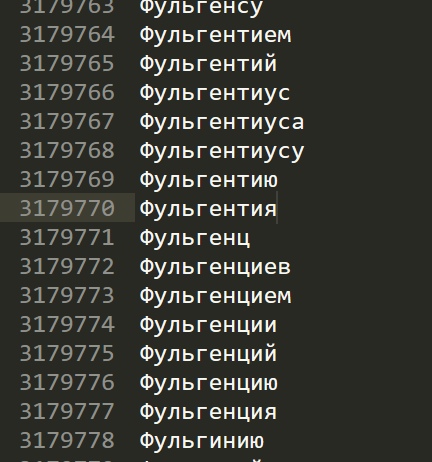 3179763 Фульгенсу
3179764 Фульгентием
3179765 Фульгентий
3179766 Фульгентиус
3179767 Фульгентиуса
3179768 Фульгентиусу
3179769 Фульгентию
3179770 Фульгентия
3179771 Фульгенц
3179772 Фульгенциев
3179773 Фульгенцием
3179774 Фульгенции
3179775 Фульгенций
3179776 Фульгенцию
3179777 Фульгенция
3179778 Фульгинию